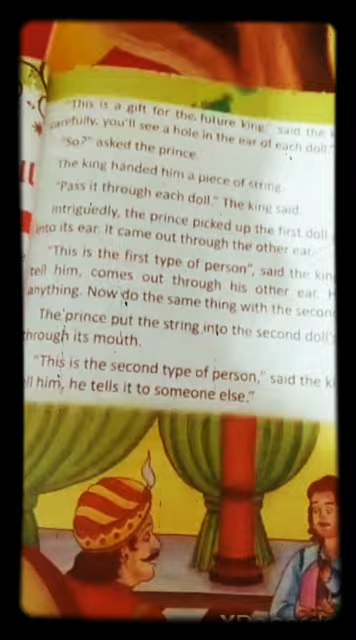 "This is a gift for the future king," said the
carefully, you'll see a hole in the ear of each doll."
"So?" asked the prince.
The king handed him a piece of string.
"Pass it through each doll." The king said.
Intriguedly, the prince picked up the first doll
into its ear. It came out through the other ear.
"This is the first type of person", said the kin
tell him, comes out through his other ear. H
anything. Now do the same thing with the secon
The prince put the string into the second doll's
through its mouth.
"This is the second type of person," said the k
ll him, he tells it to someone else."